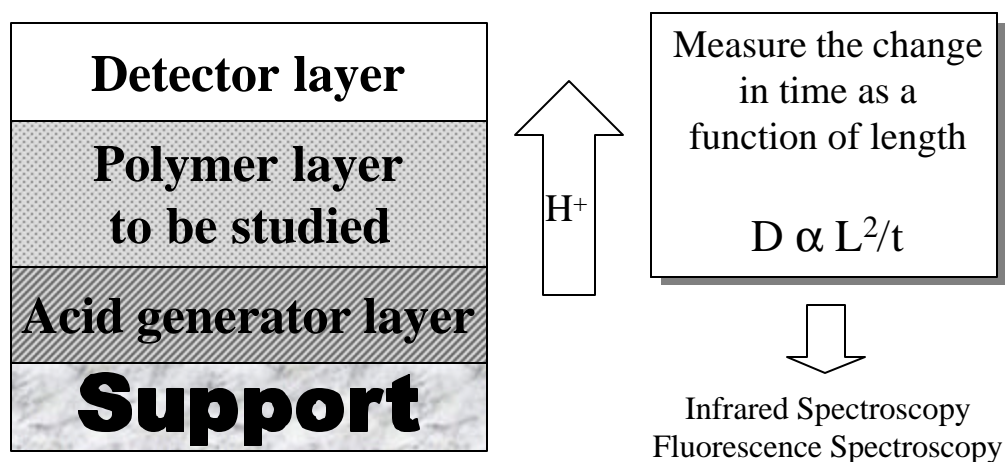 Detector layer
Polymer layer
to be studied
Acid generator layer
Support
H⁺
Measure the change
in time as a
function of length
D α L²/t
Infrared Spectroscopy
Fluorescence Spectroscopy